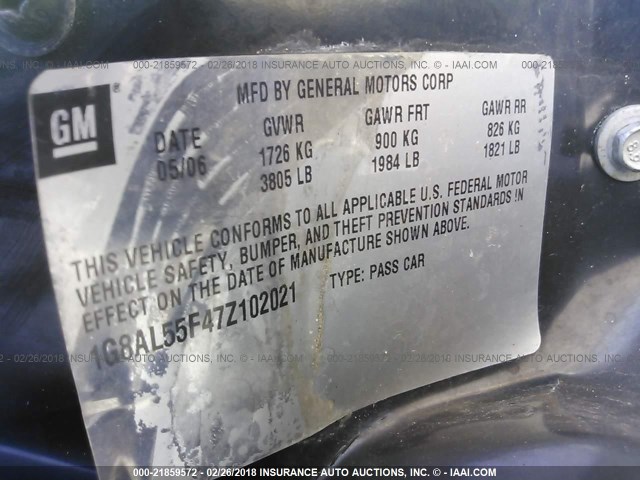 000-21859572 - 02/26/2018 INSURANCE AUTO AUCTIONS, INC. © - IAAI.COM
GM ®
MFD BY GENERAL MOTORS CORP
DATE GVWR GAWR FRT GAWR RR
05/06 1726 KG 900 KG 826 KG
3805 LB 1984 LB 1821 LB
THIS VEHICLE CONFORMS TO ALL APPLICABLE U.S. FEDERAL MOTOR
VEHICLE SAFETY, BUMPER, AND THEFT PREVENTION STANDARDS IN
EFFECT ON THE DATE OF MANUFACTURE SHOWN ABOVE.
1G8AL55F47Z102021 TYPE: PASS CAR
000-21859572 - 02/26/2018 INSURANCE AUTO AUCTIONS, INC. © - IAAI.COM